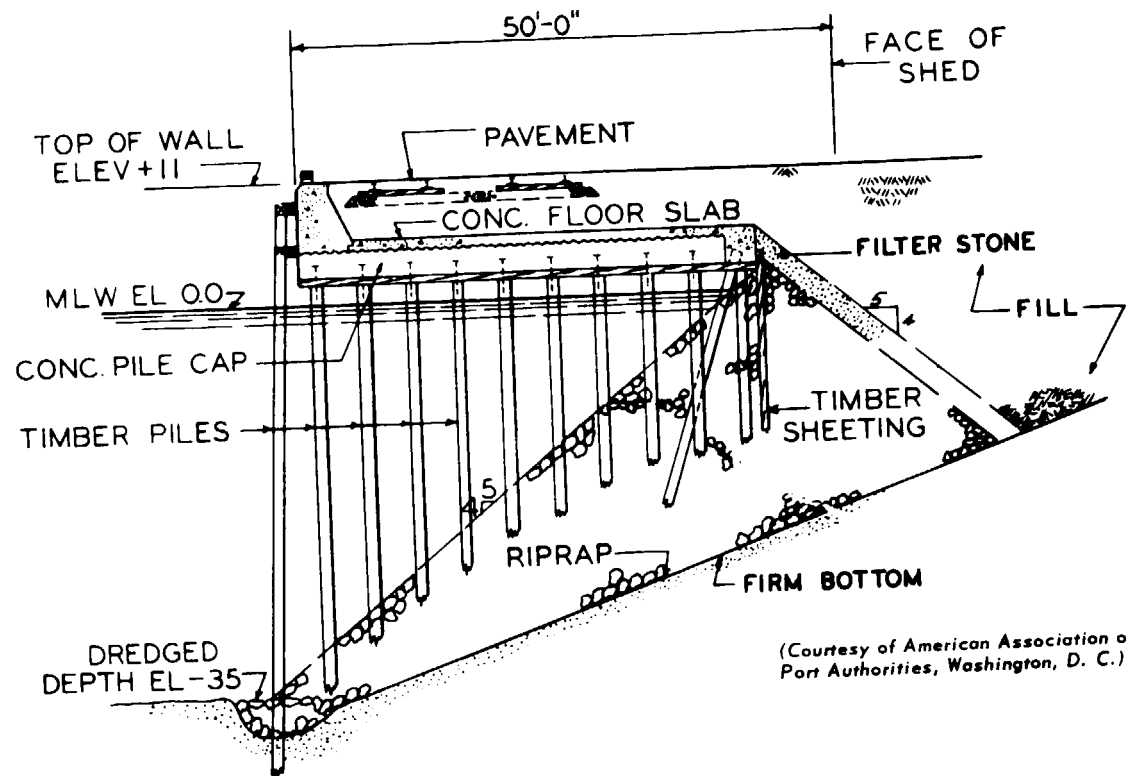 50'-0"
FACE OF
SHED
TOP OF WALL
ELEV +11
PAVEMENT
CONC. FLOOR SLAB
FILTER STONE
MLW EL 0.0
5
4
FILL
CONC. PILE CAP
TIMBER PILES
TIMBER
SHEETING
5
4
RIPRAP
FIRM BOTTOM
DREDGED
DEPTH EL-35
(Courtesy of American Association o
Port Authorities, Washington, D. C.)